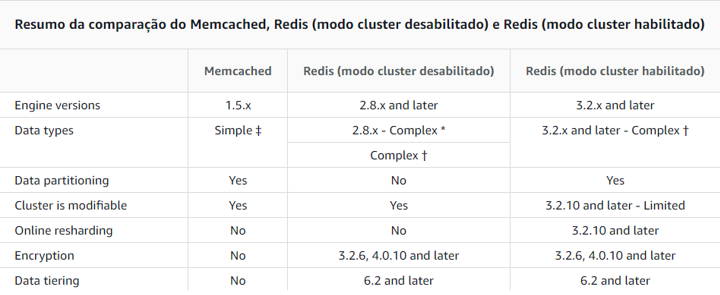 Resumo da comparação do Memcached, Redis (modo cluster desabilitado) e Redis (modo cluster habilitado)
Memcached Redis (modo cluster desabilitado) Redis (modo cluster habilitado)
Engine versions 1.5.x 2.8.x and later 3.2.x and later
Data types Simple ‡ 2.8.x - Complex * 3.2.x and later - Complex †
Complex †
Data partitioning Yes No Yes
Cluster is modifiable Yes Yes 3.2.10 and later - Limited
Online resharding No No 3.2.10 and later
Encryption No 3.2.6, 4.0.10 and later 3.2.6, 4.0.10 and later
Data tiering No 6.2 and later 6.2 and later